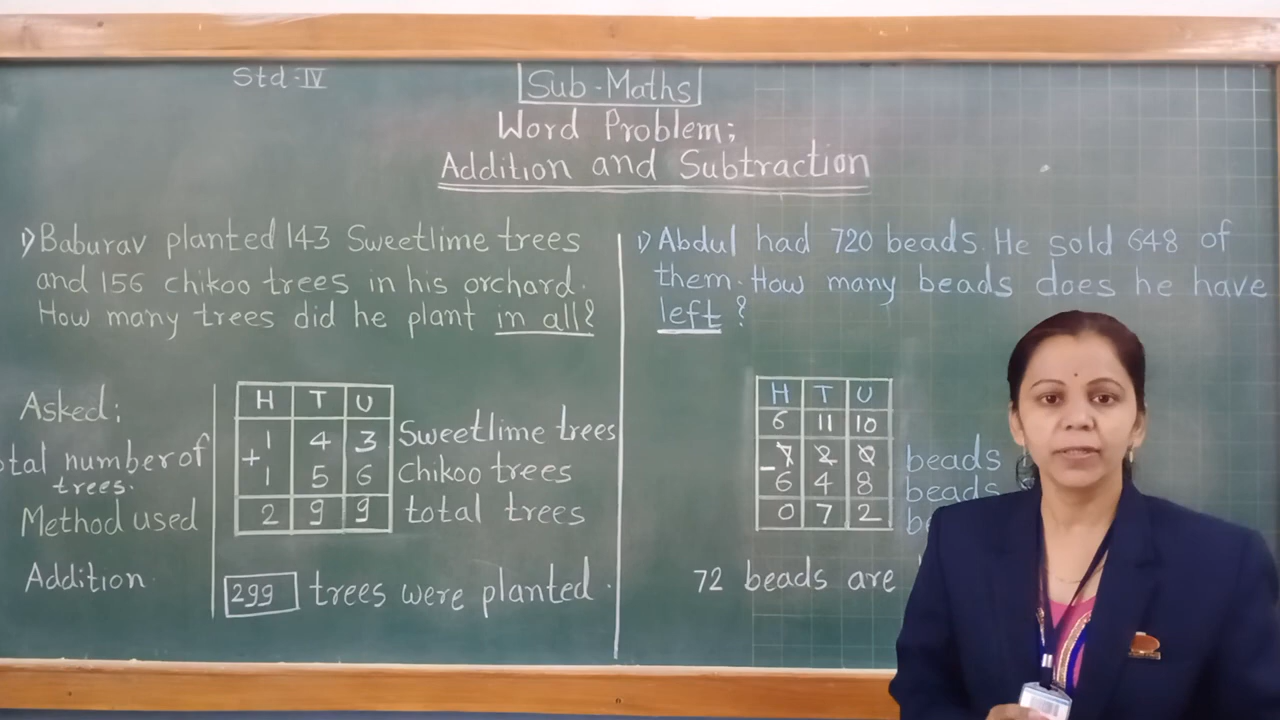 Std-IV
Sub-Maths
Word Problem;
Addition and Subtraction
1) Baburav planted 143 Sweetlime trees
and 156 chikoo trees in his orchard.
How many trees did he plant in all?
Asked;
otal number of
trees.
Method used
Addition.
H T U
1 4 3 Sweetlime trees
+
1 5 6 Chikoo trees
2 9 9 total trees
299 trees were planted.
1) Abdul had 720 beads. He sold 648 of
them. How many beads does he have
left?
H T U
6 11 10
7 2 0 beads
-
6 4 8 beads
0 7 2 be
72 beads are